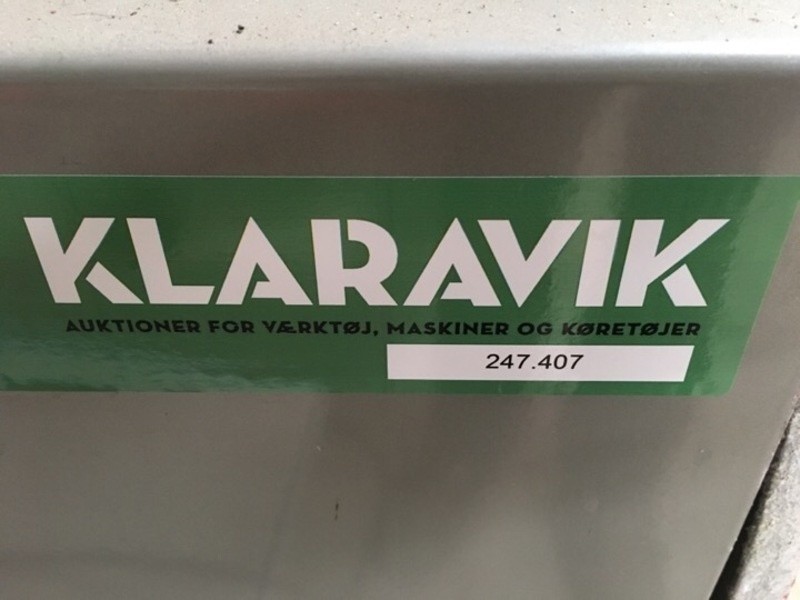 KLARAVIK
AUKTIONER FOR VÆRKTØJ, MASKINER OG KØRETØJER
247.407